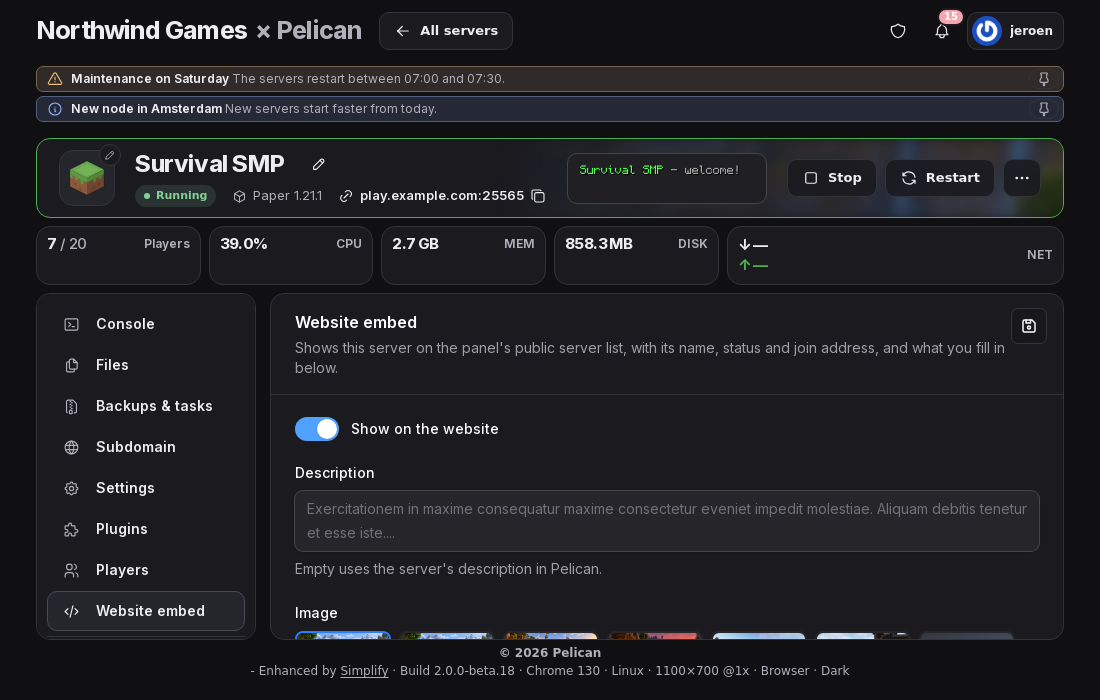 Northwind Games × Pelican
All servers
15
jeroen
Maintenance on Saturday The servers restart between 07:00 and 07:30.
New node in Amsterdam New servers start faster from today.
Survival SMP
Running
Paper 1.21.1
play.example.com:25565
Survival SMP – welcome!
Stop
Restart
7 / 20 Players
39.0% CPU
2.7 GB MEM
858.3 MB DISK
↓—
↑—
NET
Console
Files
Backups & tasks
Subdomain
Settings
Plugins
Players
Website embed
Website embed
Shows this server on the panel's public server list, with its name, status and join address, and what you fill in
below.
Show on the website
Description
Exercitationem in maxime consequatur maxime consectetur eveniet impedit molestiae. Aliquam debitis tenetur
et esse iste....
Empty uses the server's description in Pelican.
Image
© 2026 Pelican
- Enhanced by Simplify · Build 2.0.0-beta.18 · Chrome 130 · Linux · 1100×700 @1x · Browser · Dark